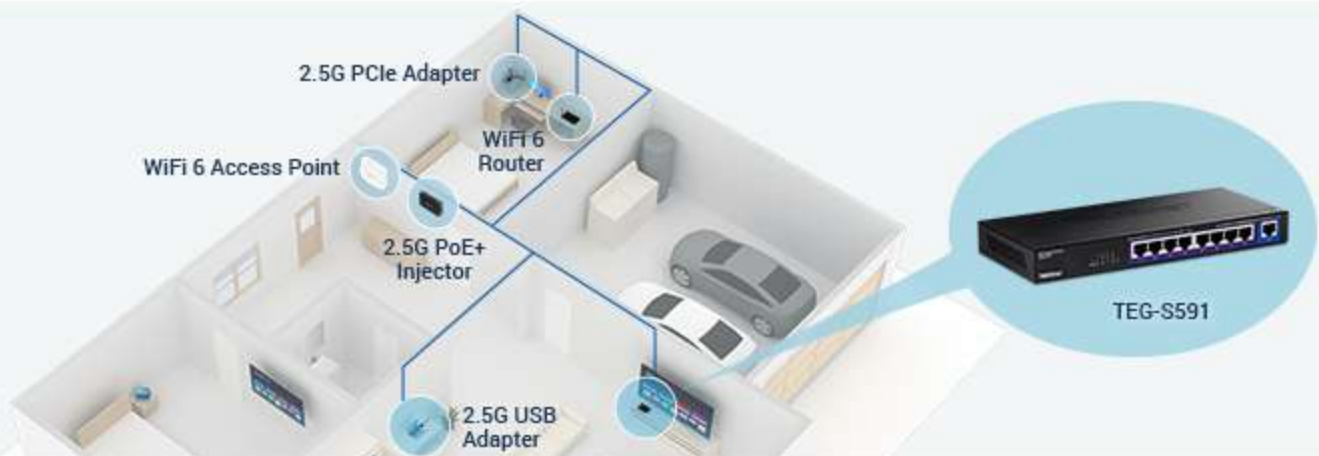 2.5G PCIe Adapter
WiFi 6
Router
WiFi 6 Access Point
2.5G PoE+
Injector
TEG-S591
2.5G USB
Adapter